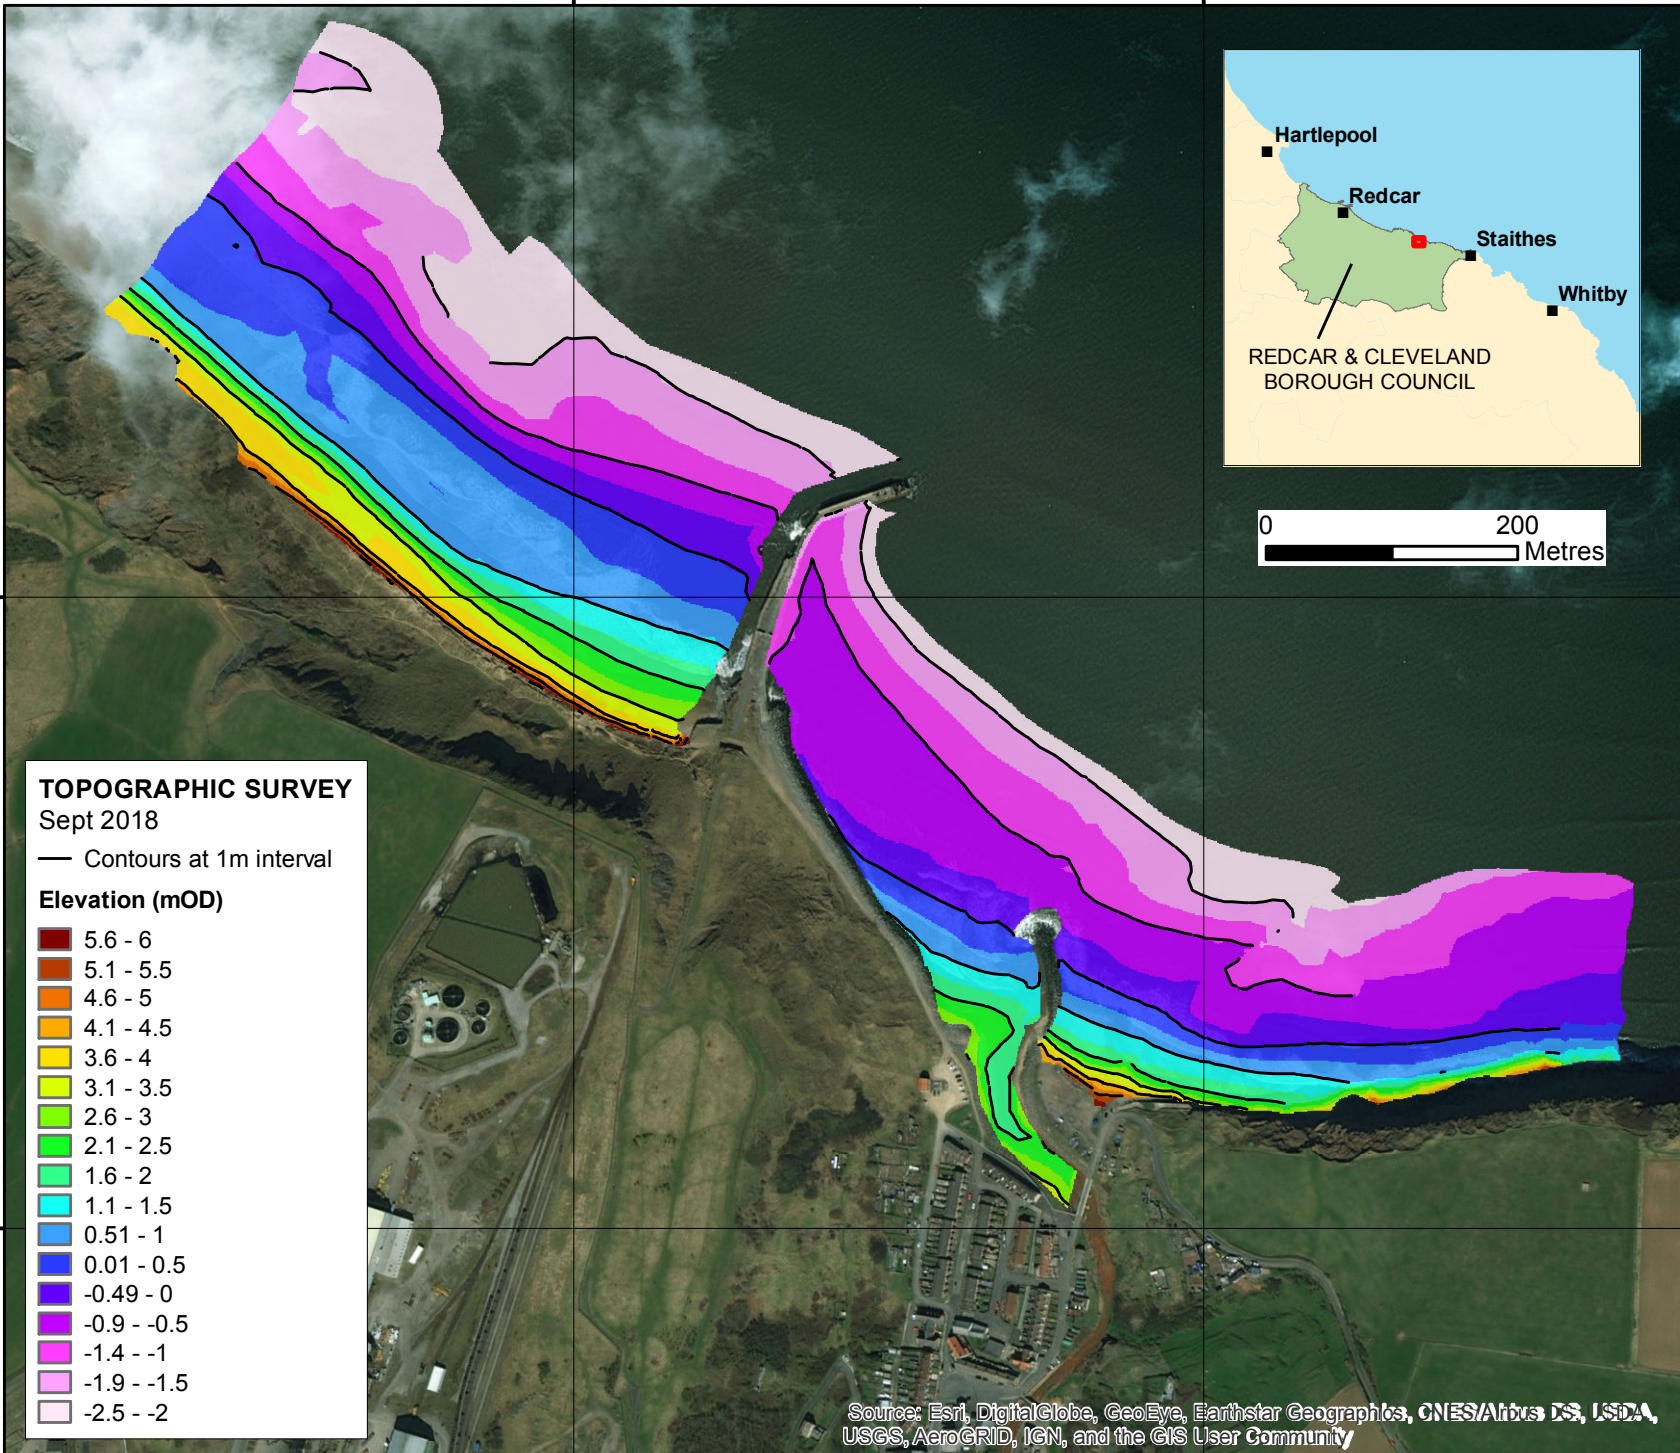 Hartlepool
Redcar
Staithes
Whitby
REDCAR & CLEVELAND
BOROUGH COUNCIL
0 200
Metres
TOPOGRAPHIC SURVEY
Sept 2018
Contours at 1m interval
Elevation (mOD)
5.6 - 6
5.1 - 5.5
4.6 - 5
4.1 - 4.5
3.6 - 4
3.1 - 3.5
2.6 - 3
2.1 - 2.5
1.6 - 2
1.1 - 1.5
0.51 - 1
0.01 - 0.5
-0.49 - 0
-0.9 - -0.5
-1.4 - -1
-1.9 - -1.5
-2.5 - -2
Source: Esri, DigitalGlobe, GeoEye, Earthstar Geographics, CNES/Airbus DS, USDA,
USGS, AeroGRID, IGN, and the GIS User Community